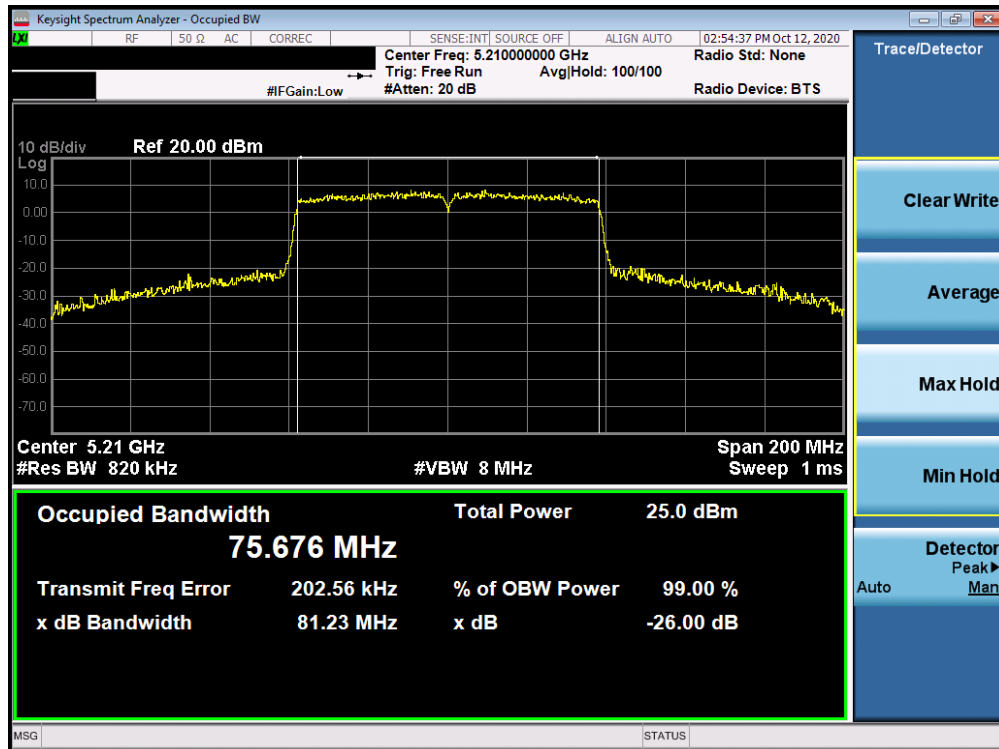 Keysight Spectrum Analyzer - Occupied BW
LXI RF 50 Ω AC CORREC SENSE:INT SOURCE OFF ALIGN AUTO 02:54:37 PM Oct 12, 2020
Center Freq: 5.210000000 GHz Radio Std: None
Trig: Free Run Avg|Hold: 100/100
#IFGain:Low #Atten: 20 dB Radio Device: BTS
10 dB/div Ref 20.00 dBm
Log
10.0
0.00
-10.0
-20.0
-30.0
-40.0
-50.0
-60.0
-70.0
Center 5.21 GHz Span 200 MHz
#Res BW 820 kHz #VBW 8 MHz Sweep 1 ms
Occupied Bandwidth Total Power 25.0 dBm
75.676 MHz
Transmit Freq Error 202.56 kHz % of OBW Power 99.00 %
x dB Bandwidth 81.23 MHz x dB -26.00 dB
Trace/Detector
Clear Write
Average
Max Hold
Min Hold
Detector
Peak▶
Auto Man
MSG STATUS